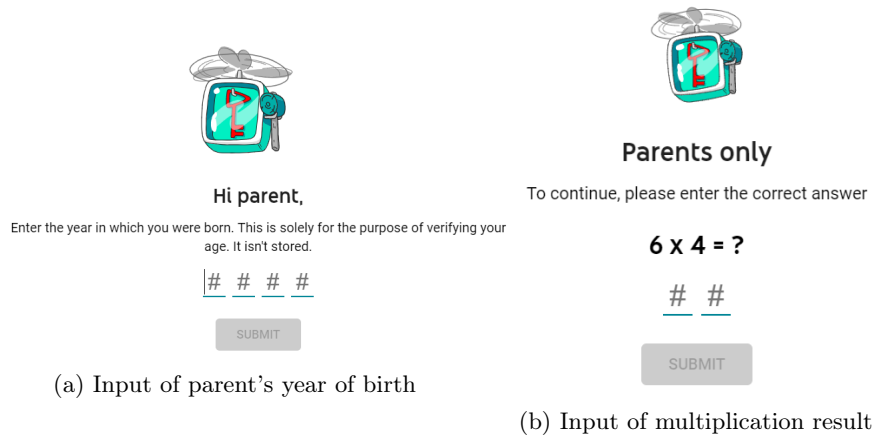 Hi parent,
Enter the year in which you were born. This is solely for the purpose of verifying your
age. It isn't stored.
# # # #
SUBMIT
(a) Input of parent's year of birth
Parents only
To continue, please enter the correct answer
6 x 4 = ?
# #
SUBMIT
(b) Input of multiplication result